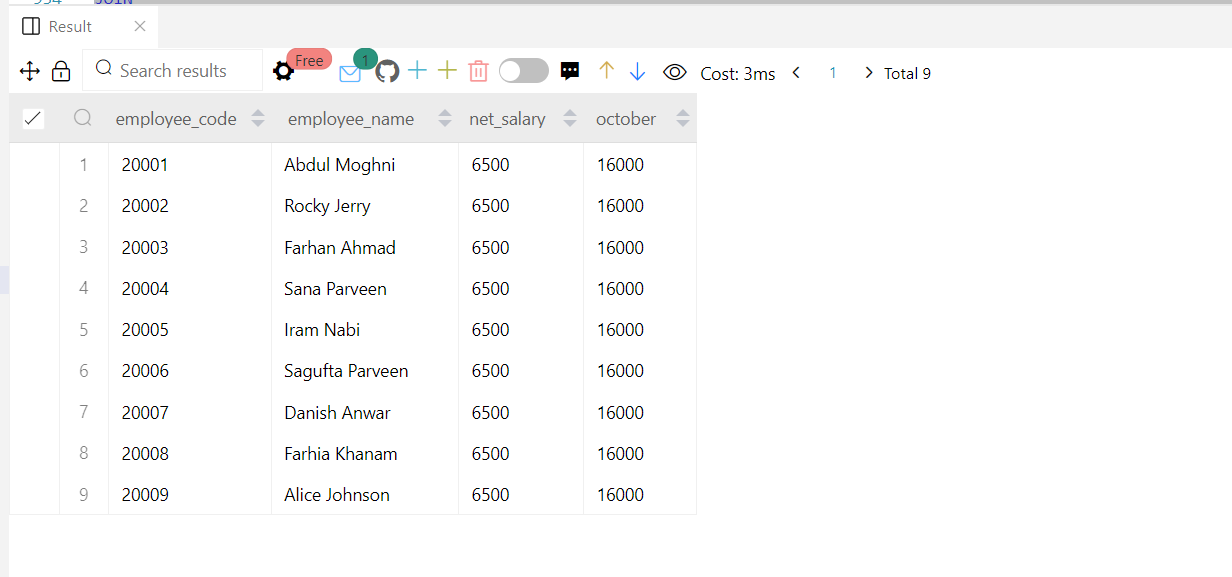 JOIN
Result
Search results Free 1 Cost: 3ms 1 Total 9
employee_code employee_name net_salary october
1 20001 Abdul Moghni 6500 16000
2 20002 Rocky Jerry 6500 16000
3 20003 Farhan Ahmad 6500 16000
4 20004 Sana Parveen 6500 16000
5 20005 Iram Nabi 6500 16000
6 20006 Sagufta Parveen 6500 16000
7 20007 Danish Anwar 6500 16000
8 20008 Farhia Khanam 6500 16000
9 20009 Alice Johnson 6500 16000